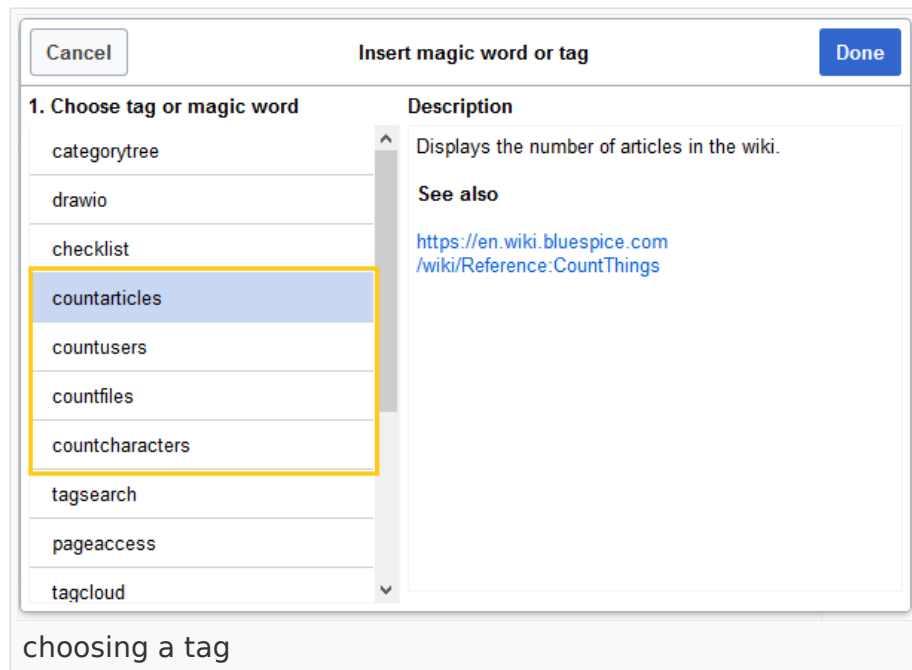 Cancel
Insert magic word or tag
Done
1. Choose tag or magic word
categorytree
drawio
checklist
countarticles
countusers
countfiles
countcharacters
tagsearch
pageaccess
tagcloud
Description
Displays the number of articles in the wiki.
See also
https://en.wiki.bluespice.com
/wiki/Reference:CountThings
choosing a tag